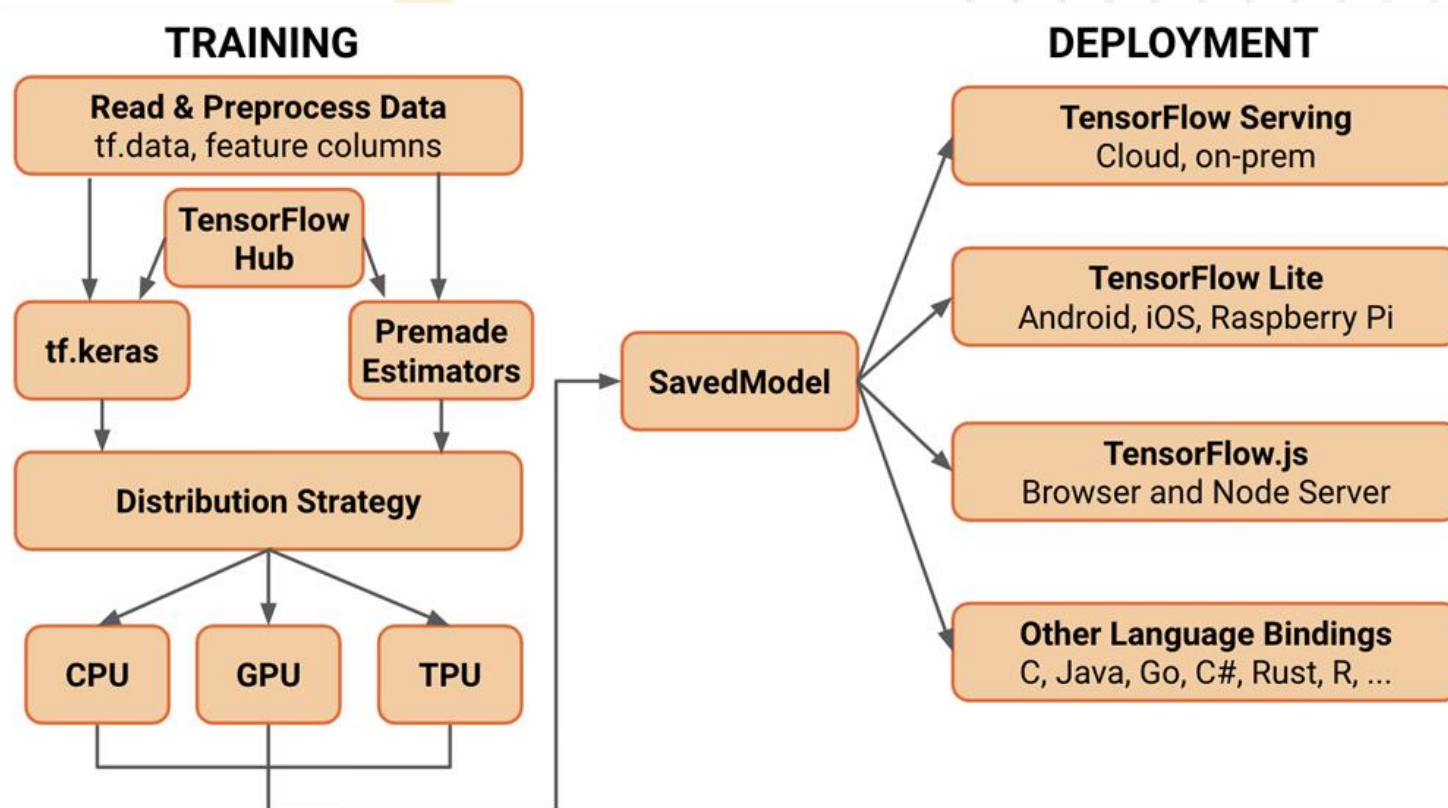 TRAINING
Read & Preprocess Data
tf.data, feature columns
TensorFlow
Hub
tf.keras
Premade
Estimators
Distribution Strategy
CPU
GPU
TPU
SavedModel
DEPLOYMENT
TensorFlow Serving
Cloud, on-prem
TensorFlow Lite
Android, iOS, Raspberry Pi
TensorFlow.js
Browser and Node Server
Other Language Bindings
C, Java, Go, C#, Rust, R, ...